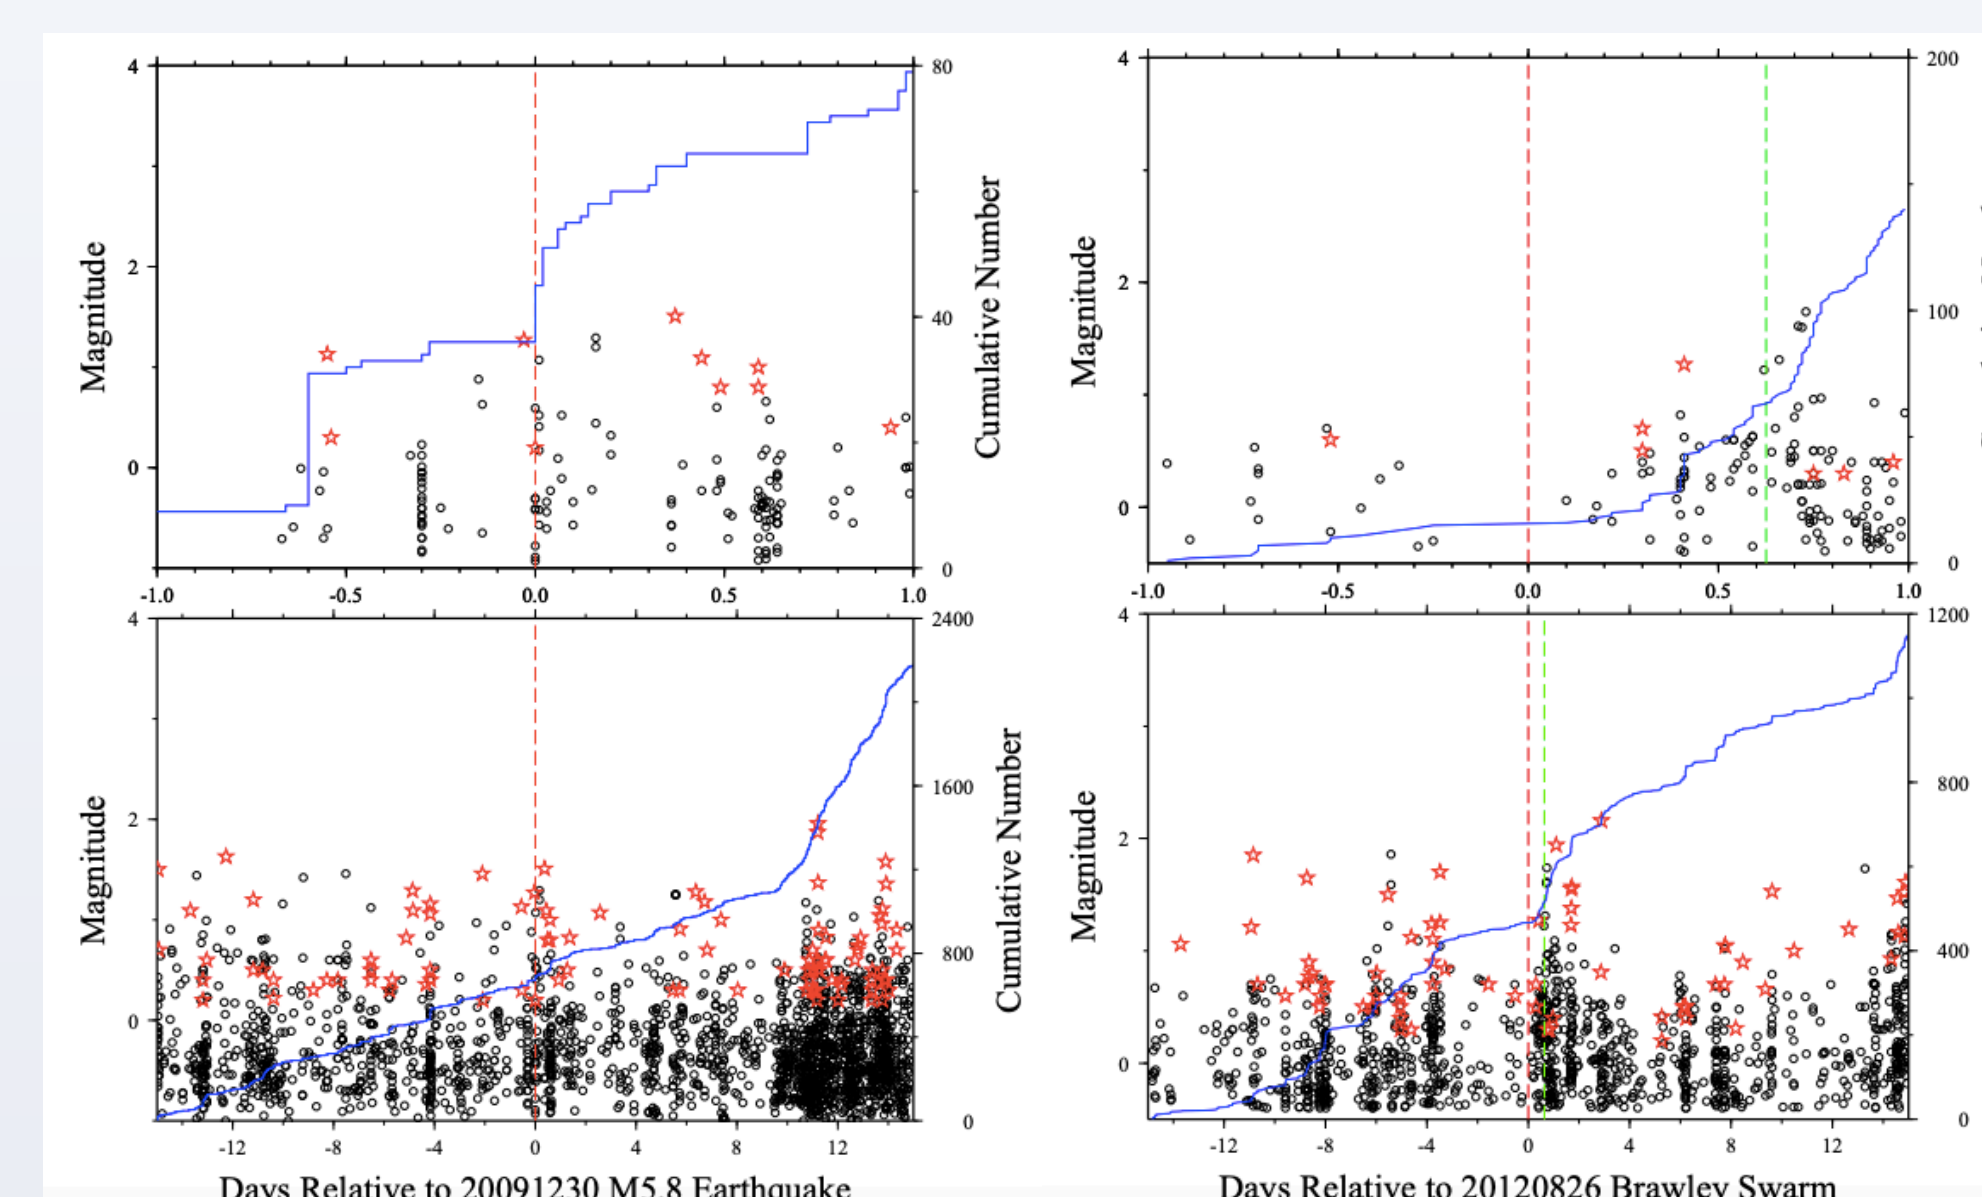 4
80
2
40
0
0
Magnitude
Cumulative Number
-1.0 -0.5 0.0 0.5 1.0
4
200
2
100
0
0
Magnitude
-1.0 -0.5 0.0 0.5 1.0
4
2400
1600
2
800
0
0
Magnitude
Cumulative Number
-12 -8 -4 0 4 8 12
Days Relative to 20091230 M5.8 Earthquake
4
1200
2
800
400
0
0
Magnitude
-12 -8 -4 0 4 8 12
Days Relative to 20120826 Brawley Swarm